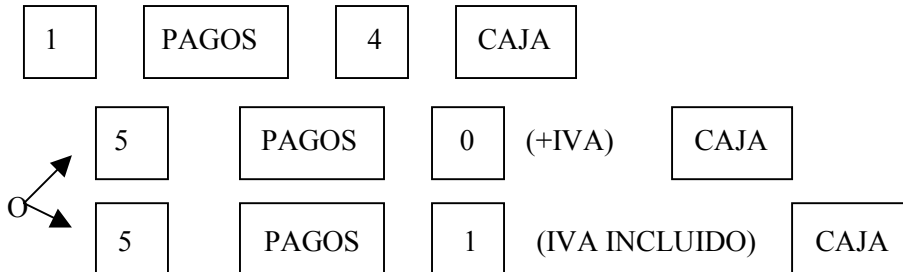 1 PAGOS 4 CAJA
5 PAGOS 0 (+IVA) CAJA
O
5 PAGOS 1 (IVA INCLUIDO) CAJA